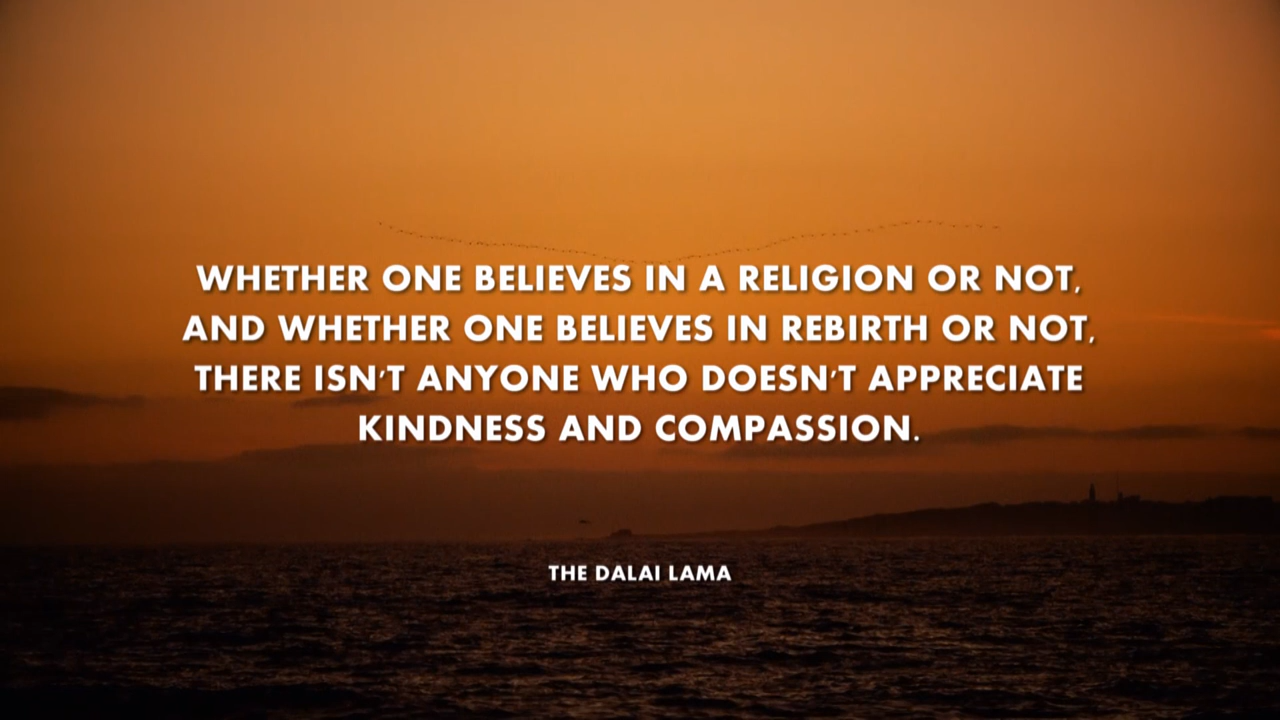 WHETHER ONE BELIEVES IN A RELIGION OR NOT,
AND WHETHER ONE BELIEVES IN REBIRTH OR NOT,
THERE ISN'T ANYONE WHO DOESN'T APPRECIATE
KINDNESS AND COMPASSION.
THE DALAI LAMA